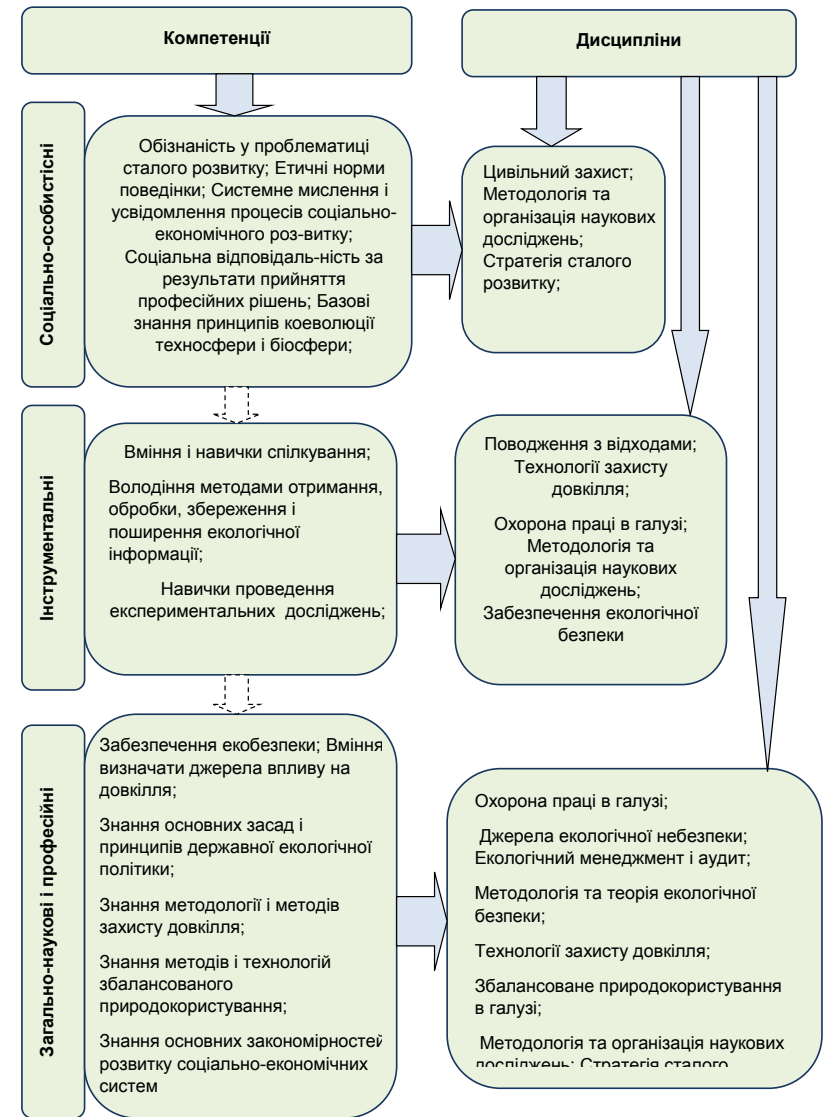 Компетенції
Дисципліни
Соціально-особистісні
Обізнаність у проблематиці
сталого розвитку; Етичні норми
поведінки; Системне мислення і
усвідомлення процесів соціально-
економічного роз-витку;
Соціальна відповідаль-ність за
результати прийняття
професійних рішень; Базові
знання принципів коеволюції
техносфери і біосфери;
Цивільний захист;
Методологія та
організація наукових
досліджень;
Стратегія сталого
розвитку;
Інструментальні
Вміння і навички спілкування;
Володіння методами отримання,
обробки, збереження і
поширення екологічної
інформації;
Навички проведення
експериментальних досліджень;
Поводження з відходами;
Технології захисту
довкілля;
Охорона праці в галузі;
Методологія та
організація наукових
досліджень;
Забезпечення екологічної
безпеки
Загально-наукові і професійні
Забезпечення екобезпеки; Вміння
визначати джерела впливу на
довкілля;
Знання основних засад і
принципів державної екологічної
політики;
Знання методології і методів
захисту довкілля;
Знання методів і технологій
збалансованого
природокористування;
Знання основних закономірностей
розвитку соціально-економічних
систем
Охорона праці в галузі;
Джерела екологічної небезпеки;
Екологічний менеджмент і аудит;
Методологія та теорія екологічної
безпеки;
Технології захисту довкілля;
Збалансоване природокористування
в галузі;
Методологія та організація наукових
досліджень; Стратегія сталого